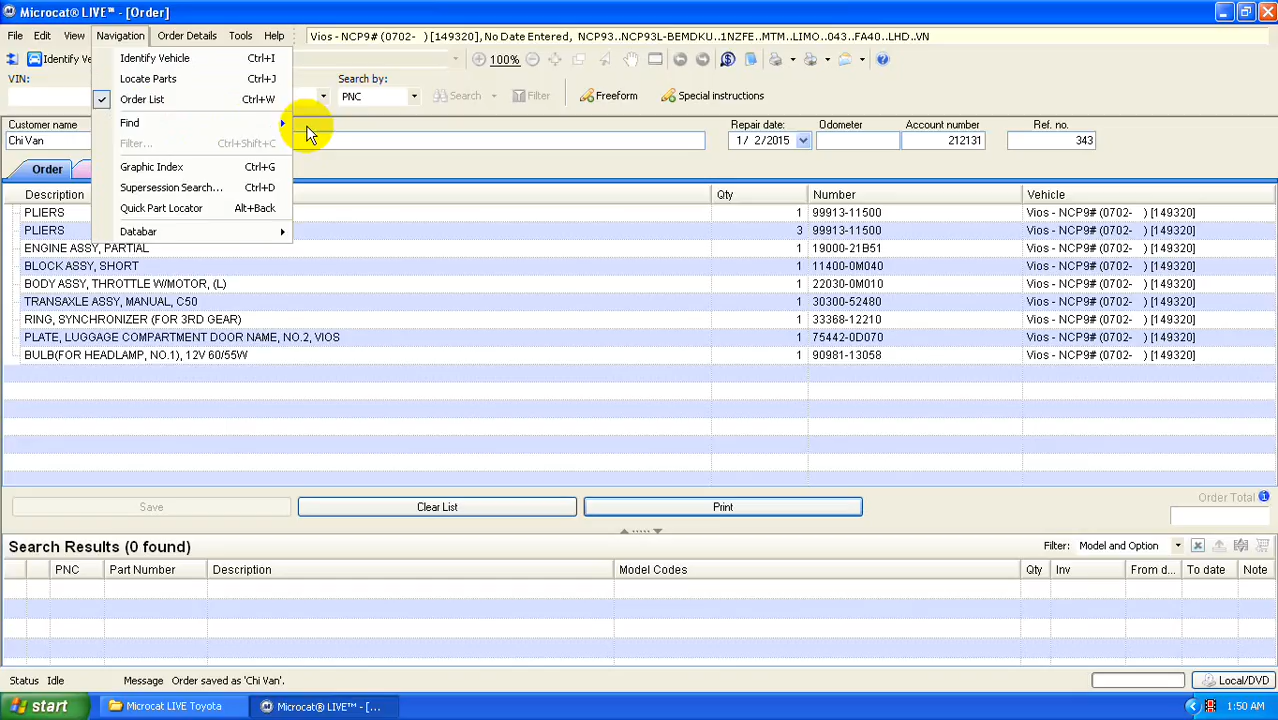 Microcat® LIVE™ - [Order]
File Edit View Navigation Order Details Tools Help Vios - NCP9# (0702- ) [149320],No Date Entered, NCP93..NCP93L-BEMDKU..1NZFE..MTM..LIMO..043..FA40..LHD..VN
Identify Ve 100%
VIN: Search by:
PNC Search Filter Freeform Special instructions
Identify Vehicle Ctrl+I
Locate Parts Ctrl+J
Order List Ctrl+W
Find
Filter... Ctrl+Shift+C
Graphic Index Ctrl+G
Supersession Search... Ctrl+D
Quick Part Locator Alt+Back
Databar
Customer name Repair date: Odometer Account number Ref. no.
Chi Van 1/ 2/2015 212131 343
Order
Description Qty Number Vehicle
PLIERS 1 99913-11500 Vios - NCP9# (0702- ) [149320]
PLIERS 3 99913-11500 Vios - NCP9# (0702- ) [149320]
ENGINE ASSY, PARTIAL 1 19000-21B51 Vios - NCP9# (0702- ) [149320]
BLOCK ASSY, SHORT 1 11400-0M040 Vios - NCP9# (0702- ) [149320]
BODY ASSY, THROTTLE W/MOTOR, (L) 1 22030-0M010 Vios - NCP9# (0702- ) [149320]
TRANSAXLE ASSY, MANUAL, C50 1 30300-52480 Vios - NCP9# (0702- ) [149320]
RING, SYNCHRONIZER (FOR 3RD GEAR) 1 33368-12210 Vios - NCP9# (0702- ) [149320]
PLATE, LUGGAGE COMPARTMENT DOOR NAME, NO.2, VIOS 1 75442-0D070 Vios - NCP9# (0702- ) [149320]
BULB(FOR HEADLAMP, NO.1), 12V 60/55W 1 90981-13058 Vios - NCP9# (0702- ) [149320]
Save Clear List Print Order Total
Search Results (0 found) Filter: Model and Option
PNC Part Number Description Model Codes Qty Inv From d... To date Note
Status Idle Message Order saved as 'Chi Van'. Local/DVD
start Microcat LIVE Toyota Microcat® LIVE™ - [... 1:50 AM